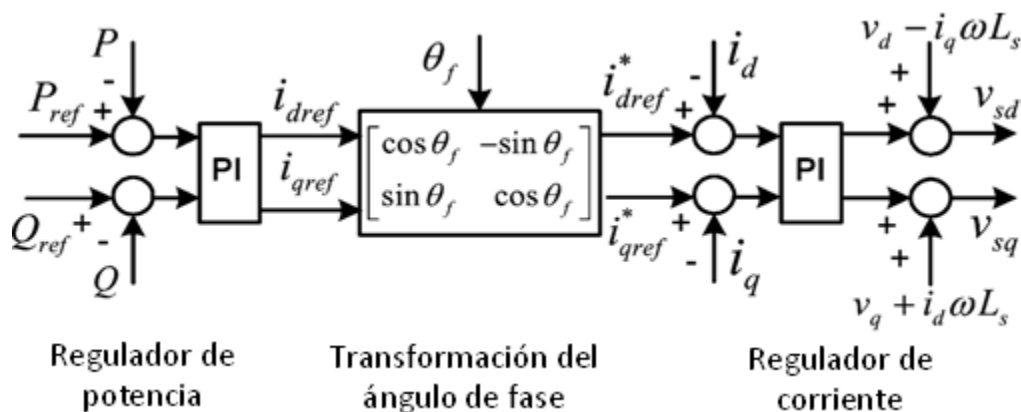 P
-
P_ref
+
Q_ref
+
-
Q
PI
i_dref
i_qref
θ_f
cos θ_f  −sin θ_f
sin θ_f  cos θ_f
i*_dref
i*_qref
-
+
i_d
+
-
i_q
PI
v_d − i_q ωL_s
+
+
v_sd
v_sq
+
+
v_q + i_d ωL_s
Regulador de
potencia
Transformación del
ángulo de fase
Regulador de
corriente